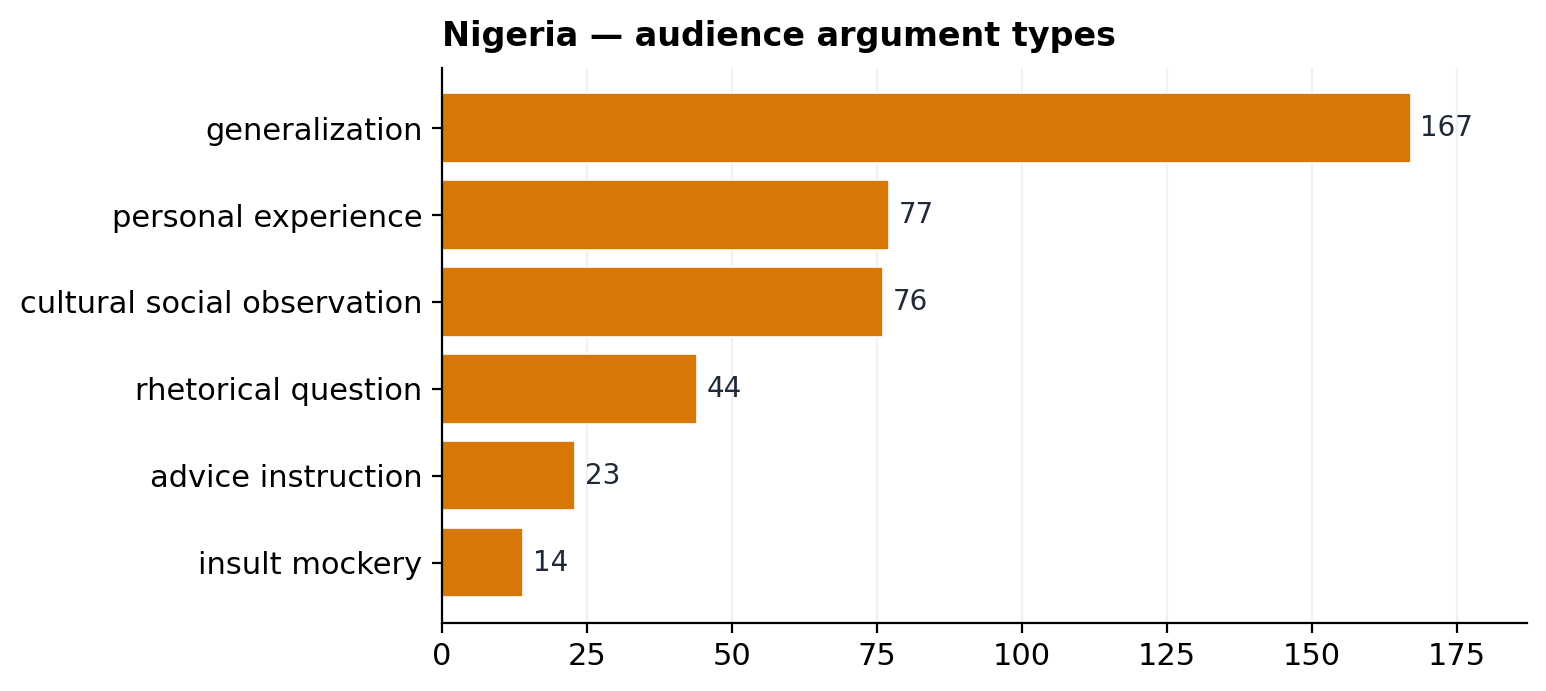 Nigeria — audience argument types
generalization 167
personal experience 77
cultural social observation 76
rhetorical question 44
advice instruction 23
insult mockery 14
0 25 50 75 100 125 150 175